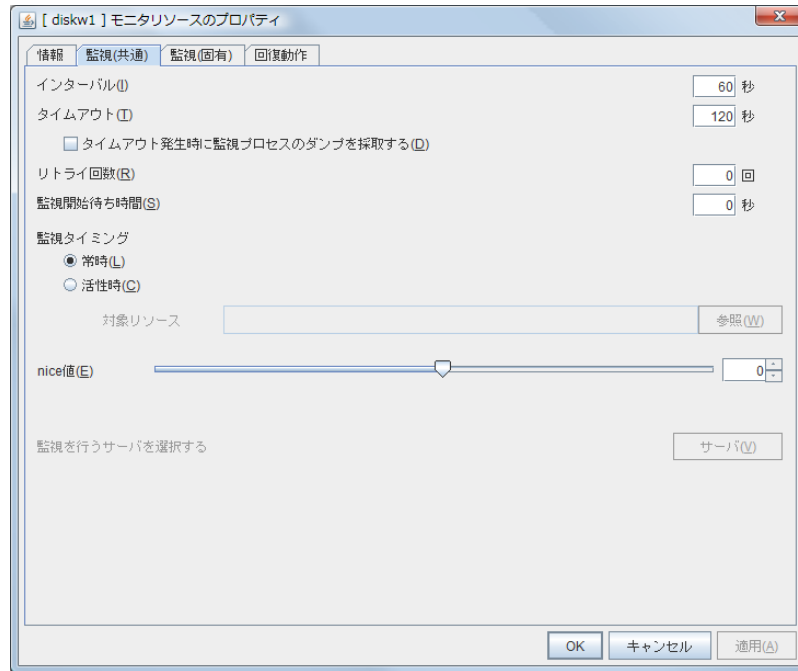 [ diskw1 ] モニタリソースのプロパティ
情報 監視(共通) 監視(固有) 回復動作
インターバル(I) 60 秒
タイムアウト(T) 120 秒
タイムアウト発生時に監視プロセスのダンプを採取する(D)
リトライ回数(R) 0 回
監視開始待ち時間(S) 0 秒
監視タイミング
常時(L)
活性時(C)
対象リソース 参照(W)
nice値(E) 0
監視を行うサーバを選択する サーバ(V)
OK キャンセル 適用(A)